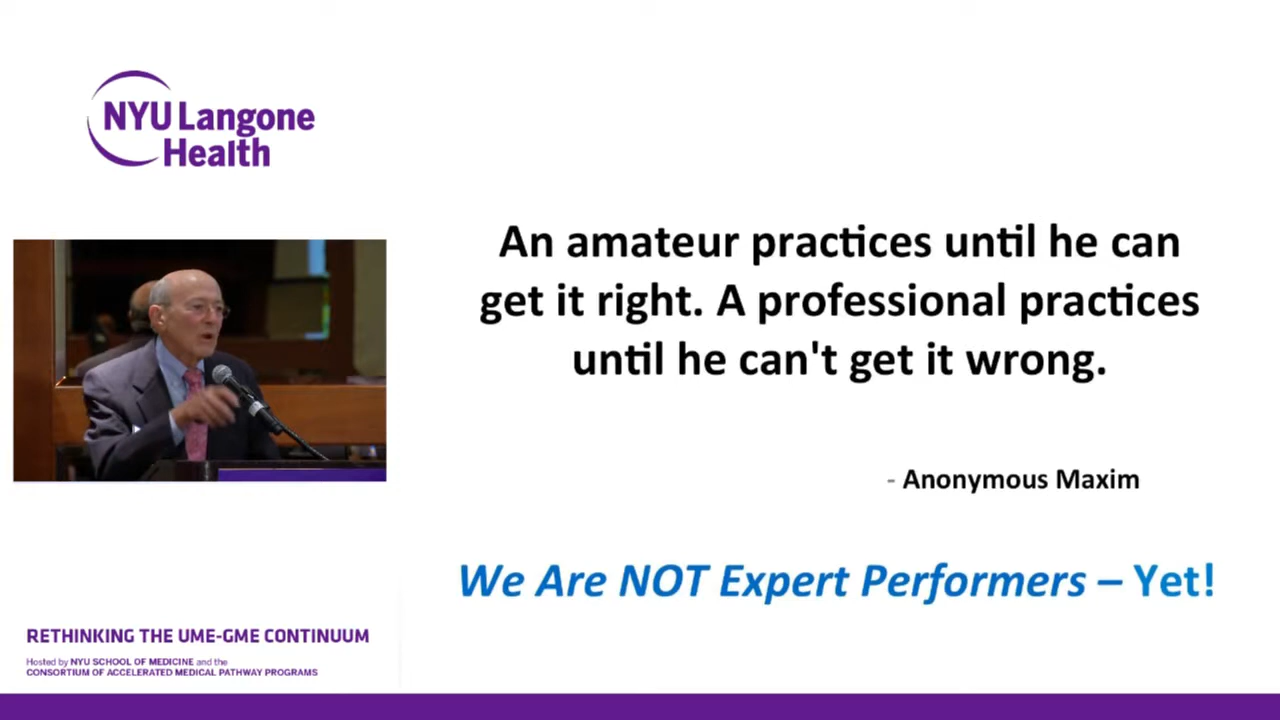 NYU Langone
Health
An amateur practices until he can
get it right. A professional practices
until he can't get it wrong.
- Anonymous Maxim
We Are NOT Expert Performers – Yet!
RETHINKING THE UME-GME CONTINUUM
Hosted by NYU SCHOOL OF MEDICINE and the
CONSORTIUM OF ACCELERATED MEDICAL PATHWAY PROGRAMS